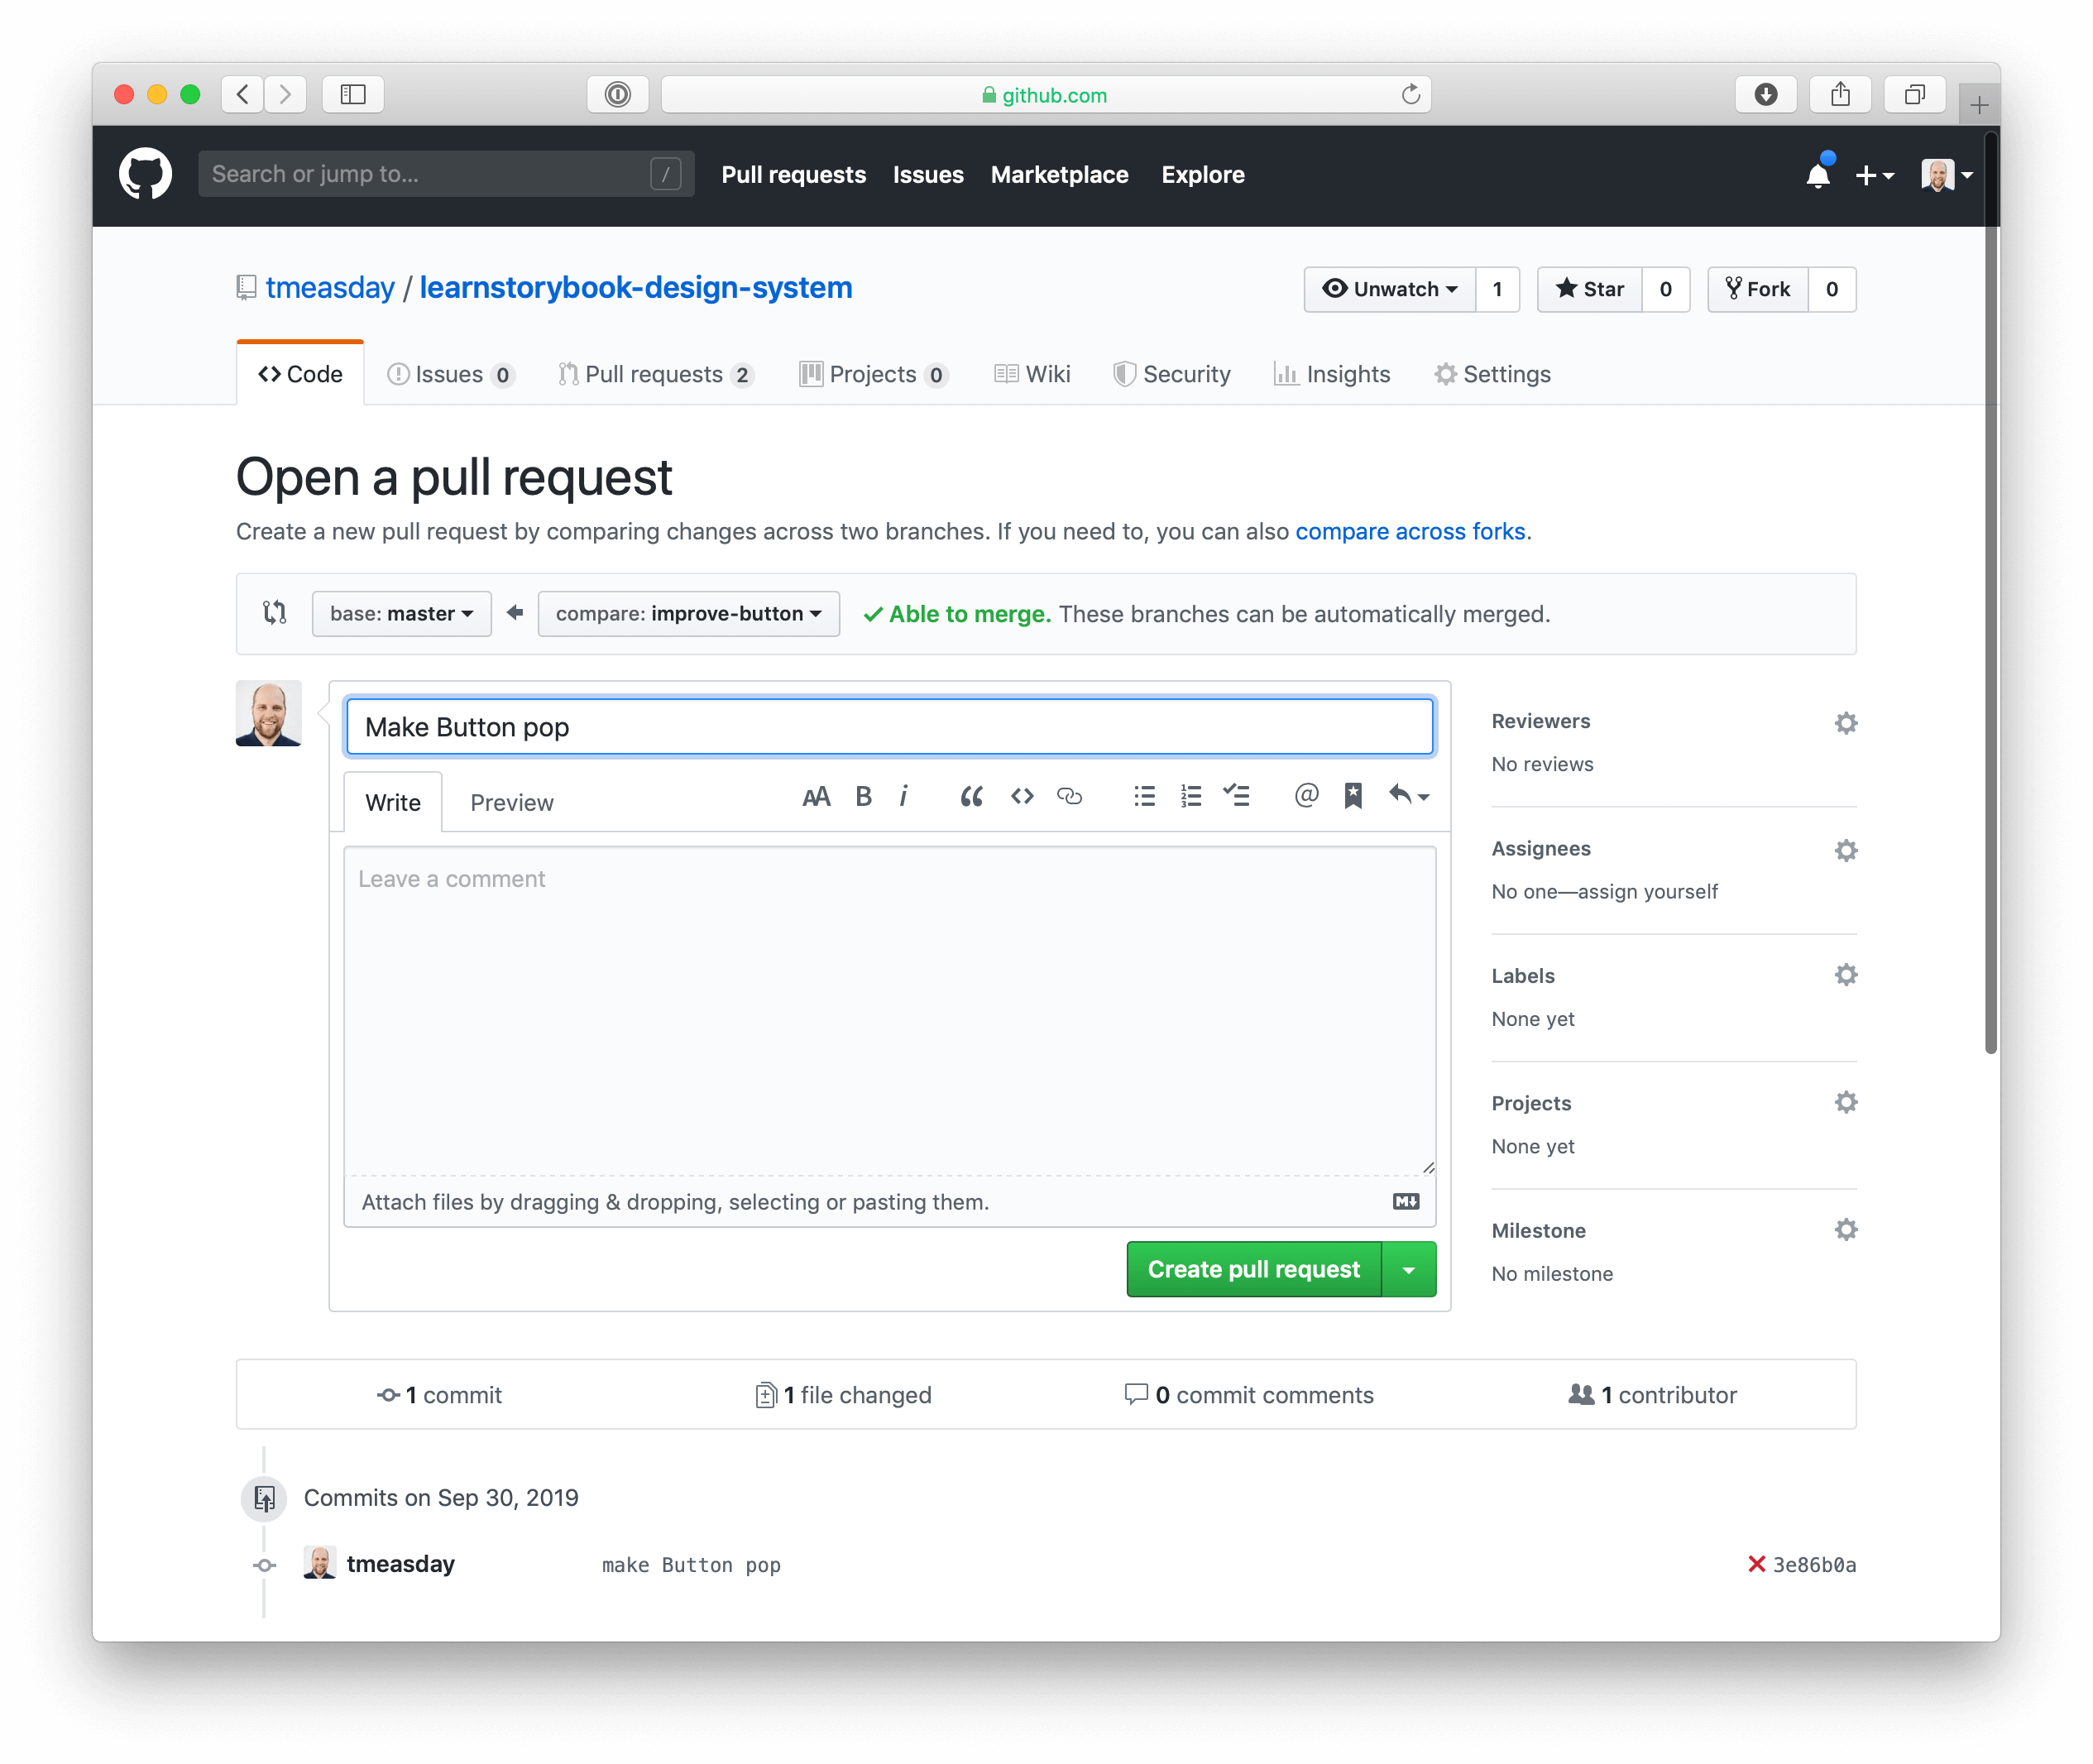 github.com
Search or jump to... /
Pull requests Issues Marketplace Explore
tmeasday / learnstorybook-design-system
Unwatch 1 Star 0 Fork 0
Code Issues 0 Pull requests 2 Projects 0 Wiki Security Insights Settings
Open a pull request
Create a new pull request by comparing changes across two branches. If you need to, you can also compare across forks.
base: master compare: improve-button Able to merge. These branches can be automatically merged.
Make Button pop
Write Preview
Leave a comment
Attach files by dragging & dropping, selecting or pasting them.
Create pull request
Reviewers
No reviews
Assignees
No one—assign yourself
Labels
None yet
Projects
None yet
Milestone
No milestone
1 commit 1 file changed 0 commit comments 1 contributor
Commits on Sep 30, 2019
tmeasday make Button pop 3e86b0a